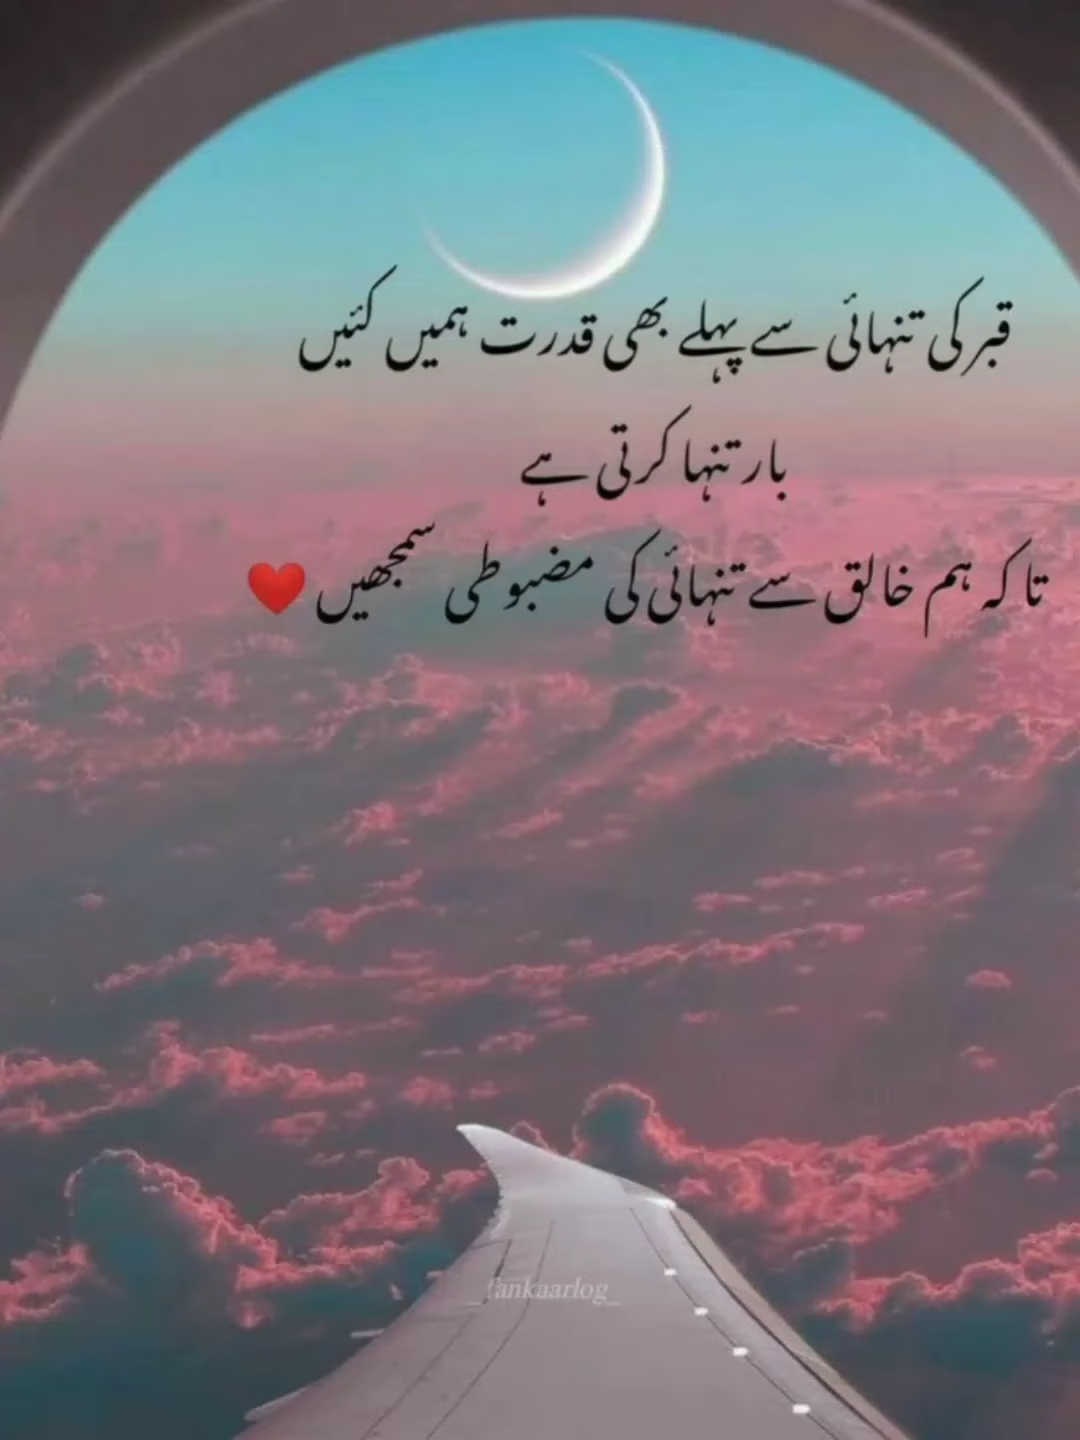 قبر کی تنہائی سے پہلے بھی قدرت ہمیں کئیں
بار تنہا کرتی ہے
تاکہ ہم خالق سے تنہائی کی مضبوطی سمجھیں ❤️
_fankaarlog_